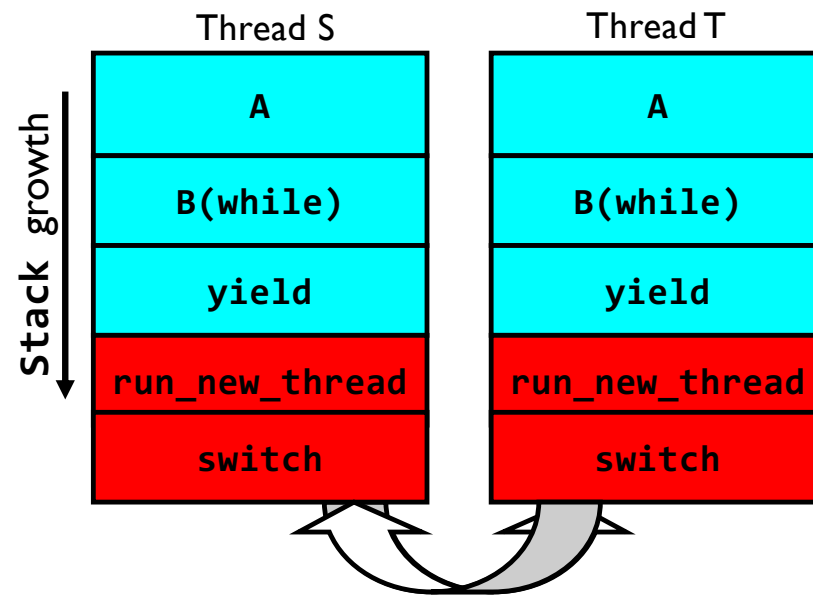 Thread S
Thread T
Stack growth
A
B(while)
yield
run_new_thread
switch
A
B(while)
yield
run_new_thread
switch